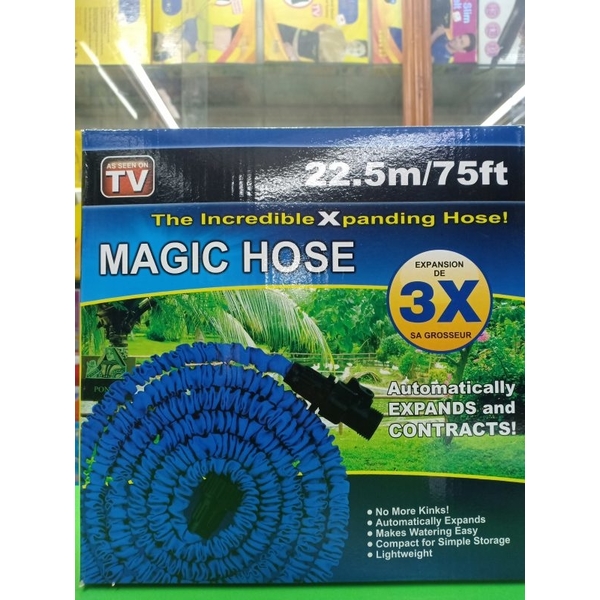 AS SEEN ON
TV
22.5m/75ft
The Incredible Xpanding Hose!
MAGIC HOSE
EXPANSION
DE
3X
SA GROSSEUR
Automatically
EXPANDS and
CONTRACTS!
• No More Kinks!
• Automatically Expands
• Makes Watering Easy
• Compact for Simple Storage
• Lightweight
Slim